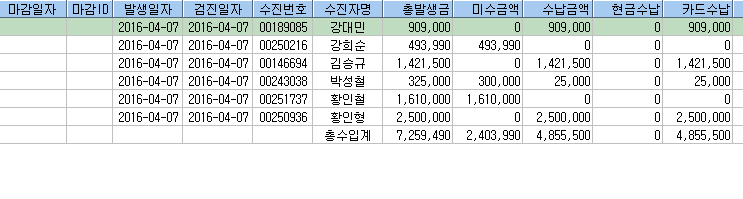 마감일자 마감ID 발생일자 검진일자 수진번호 수진자명 총발생금 미수금액 수납금액 현금수납 카드수납
2016-04-07 2016-04-07 00189085 강대민 909,000 0 909,000 0 909,000
2016-04-07 2016-04-07 00250216 강희순 493,990 493,990 0 0 0
2016-04-07 2016-04-07 00146694 김승규 1,421,500 0 1,421,500 0 1,421,500
2016-04-07 2016-04-07 00243038 박성철 325,000 300,000 25,000 0 25,000
2016-04-07 2016-04-07 00251737 황인철 1,610,000 1,610,000 0 0 0
2016-04-07 2016-04-07 00250936 황인형 2,500,000 0 2,500,000 0 2,500,000
총수입계 7,259,490 2,403,990 4,855,500 0 4,855,500